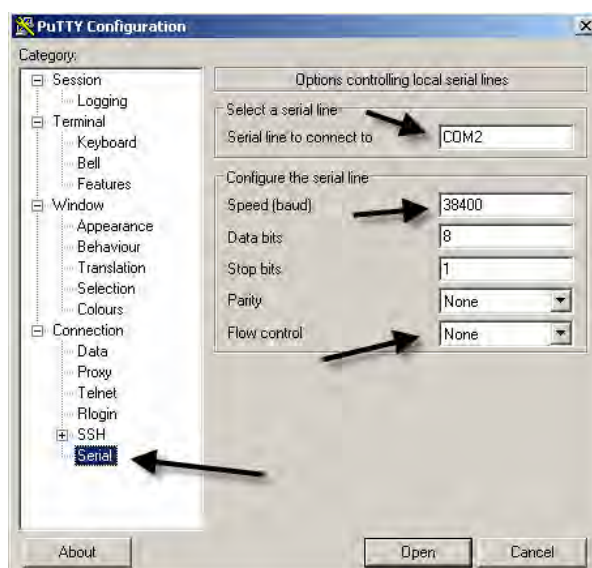 PuTTY Configuration
Category:
Session
Logging
Terminal
Keyboard
Bell
Features
Window
Appearance
Behaviour
Translation
Selection
Colours
Connection
Data
Proxy
Telnet
Rlogin
SSH
Serial
Options controlling local serial lines
Select a serial line
Serial line to connect to COM2
Configure the serial line
Speed (baud) 38400
Data bits 8
Stop bits 1
Parity None
Flow control None
About Open Cancel